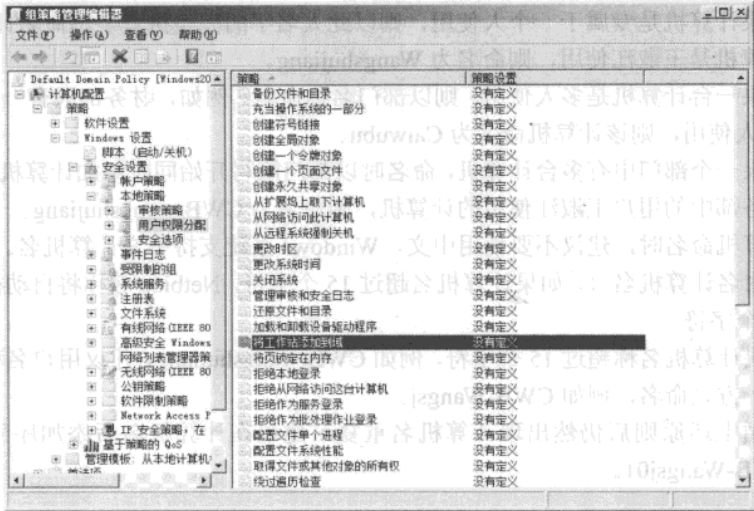 组策略管理编辑器
文件(F) 操作(A) 查看(V) 帮助(H)
Default Domain Policy [Windows20
计算机配置
策略
软件设置
Windows 设置
脚本 (启动/关机)
安全设置
帐户策略
本地策略
审核策略
用户权限分配
安全选项
事件日志
受限制的组
系统服务
注册表
文件系统
有线网络(IEEE 80
高级安全 Windows
网络列表管理器策
无线网络(IEEE 80
公钥策略
软件限制策略
Network Access P
IP 安全策略, 在
基于策略的 QoS
管理模板: 从本地计算机
首选项
策略 策略设置
备份文件和目录 没有定义
充当操作系统的一部分 没有定义
创建符号链接 没有定义
创建全局对象 没有定义
创建一个令牌对象 没有定义
创建一个页面文件 没有定义
创建永久共享对象 没有定义
从扩展坞上取下计算机 没有定义
从网络访问此计算机 没有定义
从远程系统强制关机 没有定义
更改时区 没有定义
更改系统时间 没有定义
关闭系统 没有定义
管理审核和安全日志 没有定义
还原文件和目录 没有定义
加载和卸载设备驱动程序 没有定义
将工作站添加到域 没有定义
将页锁定在内存 没有定义
拒绝本地登录 没有定义
拒绝从网络访问这台计算机 没有定义
拒绝作为服务登录 没有定义
拒绝作为批处理作业登录 没有定义
配置文件单个进程 没有定义
配置文件系统性能 没有定义
取得文件或其他对象的所有权 没有定义
绕过遍历检查 没有定义